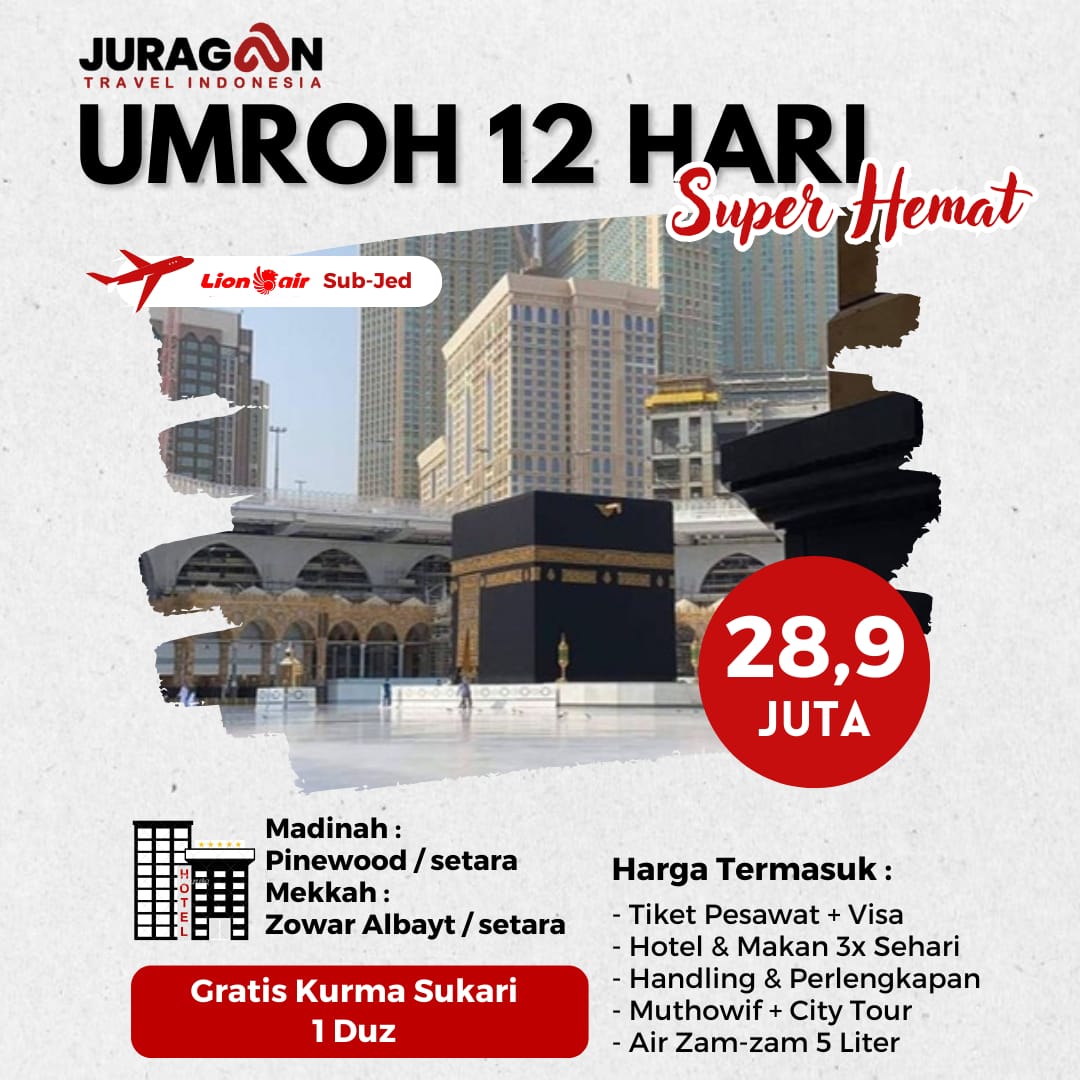 JURAGAAN
TRAVEL INDONESIA
UMROH 12 HARI
Super Hemat
Lion air Sub-Jed
28,9
JUTA
HOTEL
Madinah :
Pinewood / setara
Mekkah :
Zowar Albayt / setara
Gratis Kurma Sukari
1 Duz
Harga Termasuk :
- Tiket Pesawat + Visa
- Hotel & Makan 3x Sehari
- Handling & Perlengkapan
- Muthowif + City Tour
- Air Zam-zam 5 Liter